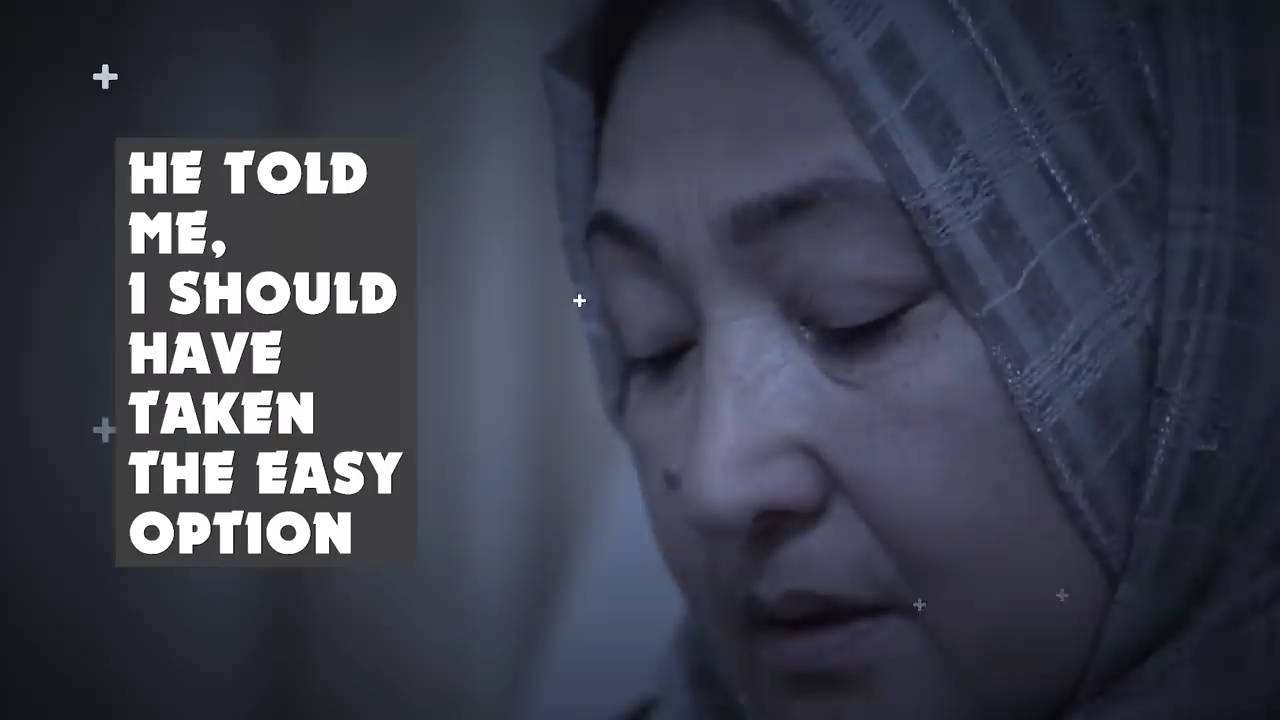 HE TOLD
ME,
I SHOULD
HAVE
TAKEN
THE EASY
OPTION